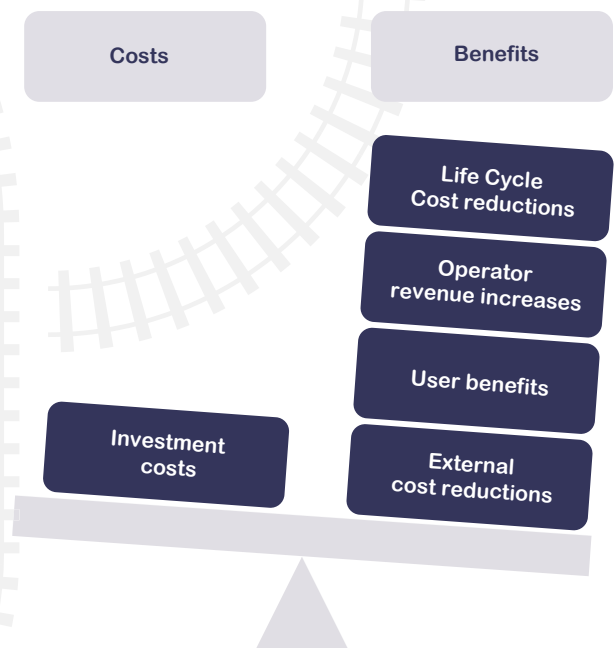 Costs
Benefits
Life Cycle
Cost reductions
Operator
revenue increases
User benefits
Investment
costs
External
cost reductions